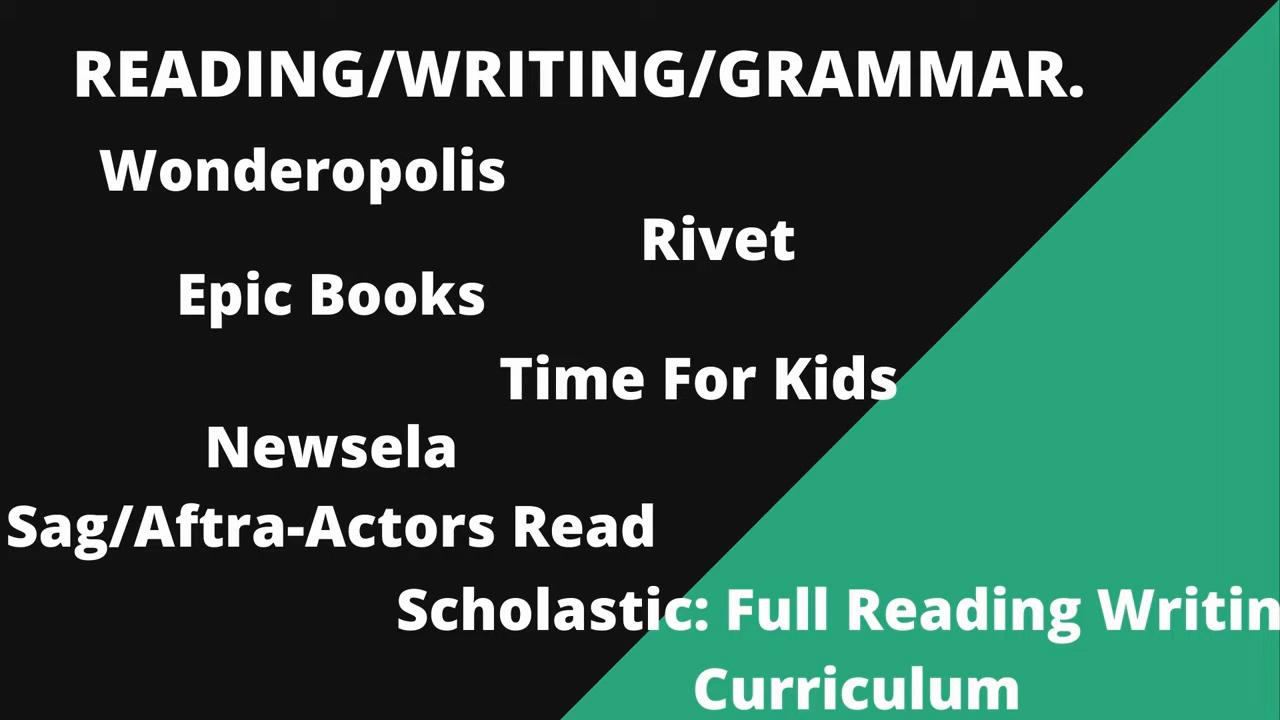 READING/WRITING/GRAMMAR.
Wonderopolis
Rivet
Epic Books
Time For Kids
Newsela
Sag/Aftra-Actors Read
Scholastic: Full Reading Writin
Curriculum